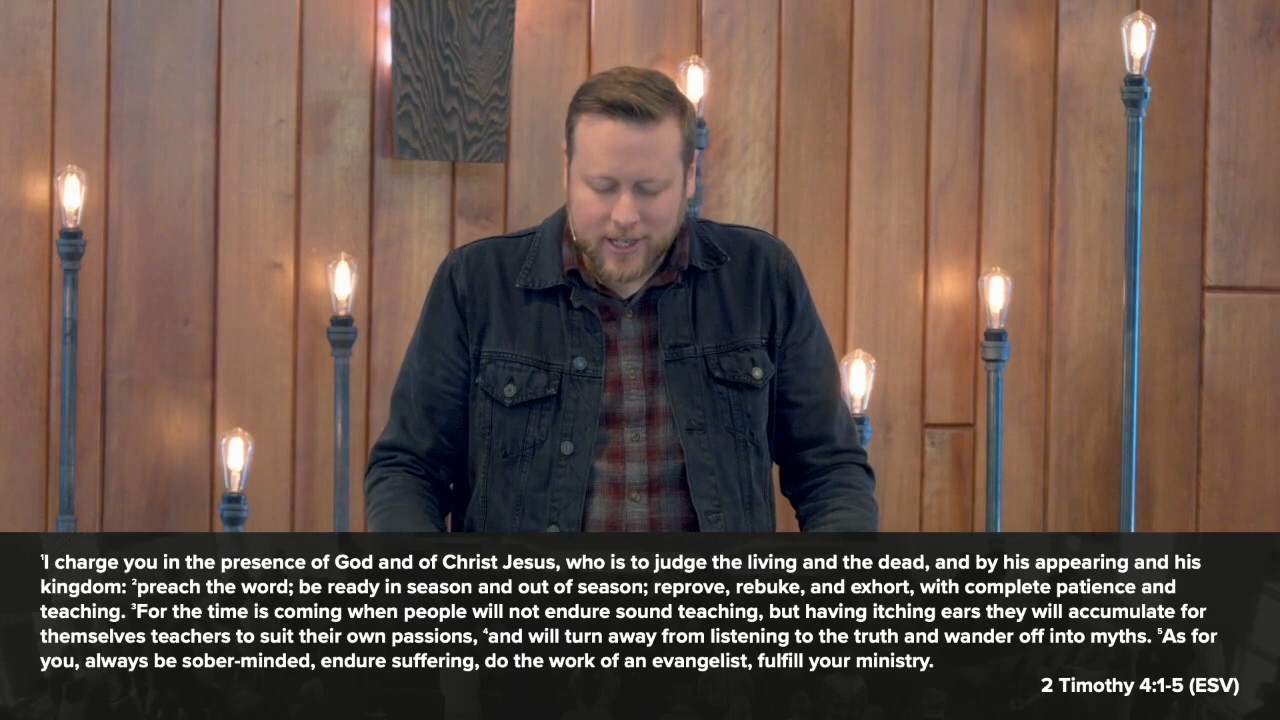 ¹I charge you in the presence of God and of Christ Jesus, who is to judge the living and the dead, and by his appearing and his
kingdom: ²preach the word; be ready in season and out of season; reprove, rebuke, and exhort, with complete patience and
teaching. ³For the time is coming when people will not endure sound teaching, but having itching ears they will accumulate for
themselves teachers to suit their own passions, ⁴and will turn away from listening to the truth and wander off into myths. ⁵As for
you, always be sober-minded, endure suffering, do the work of an evangelist, fulfill your ministry.
2 Timothy 4:1-5 (ESV)